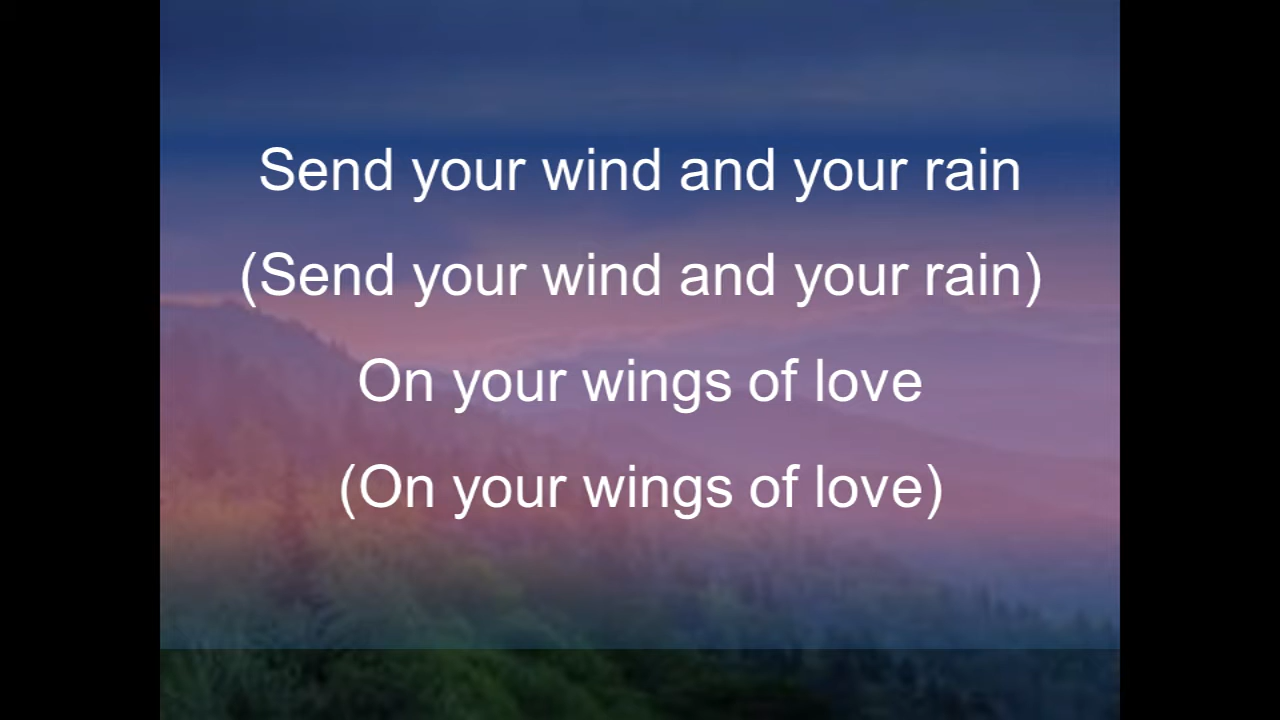 Send your wind and your rain
(Send your wind and your rain)
On your wings of love
(On your wings of love)